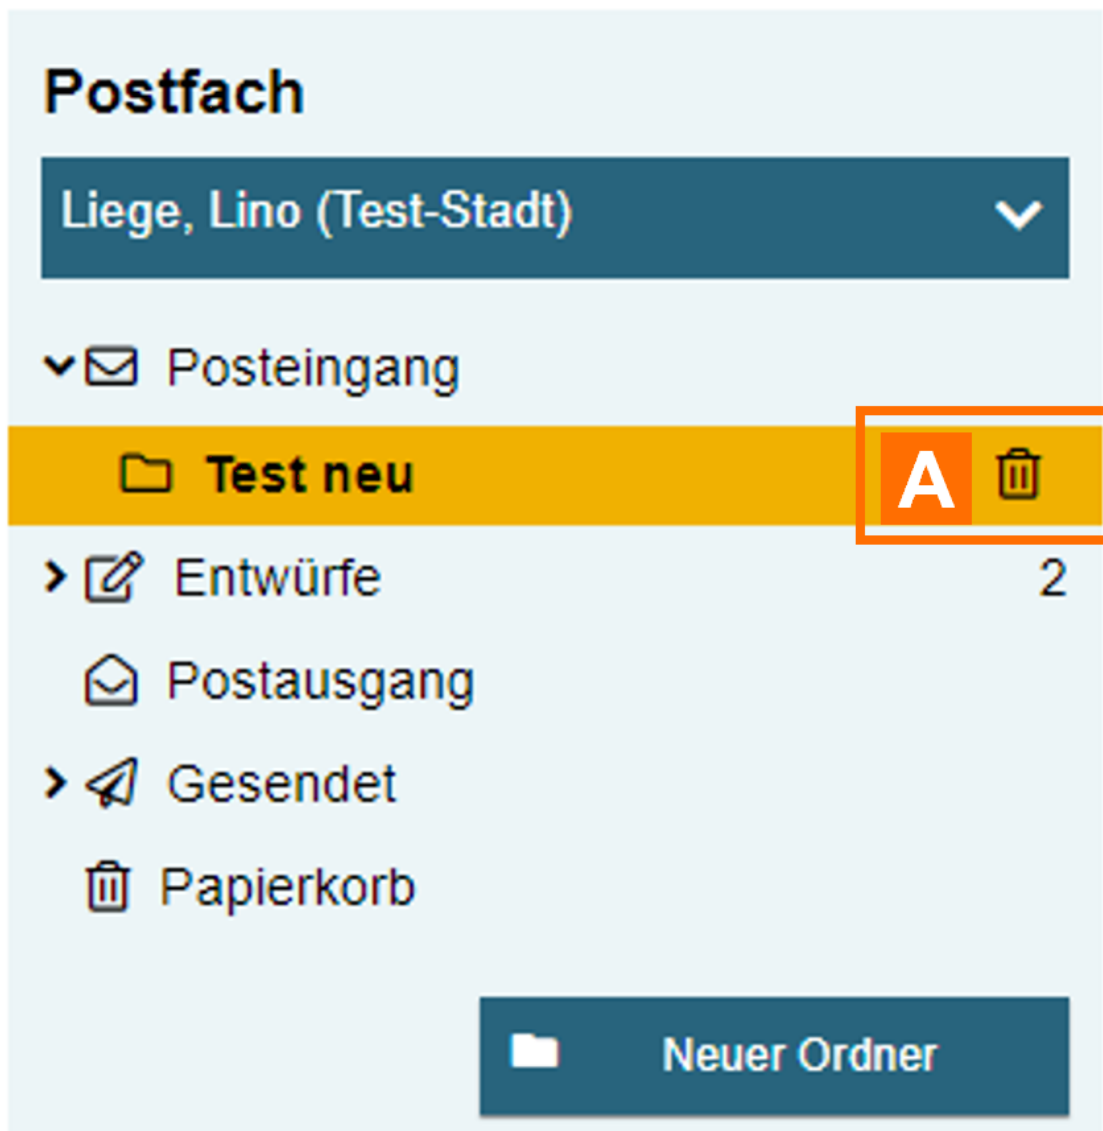 Postfach
Liege, Lino (Test-Stadt)
Posteingang
Test neu A
Entwürfe 2
Postausgang
Gesendet
Papierkorb
Neuer Ordner